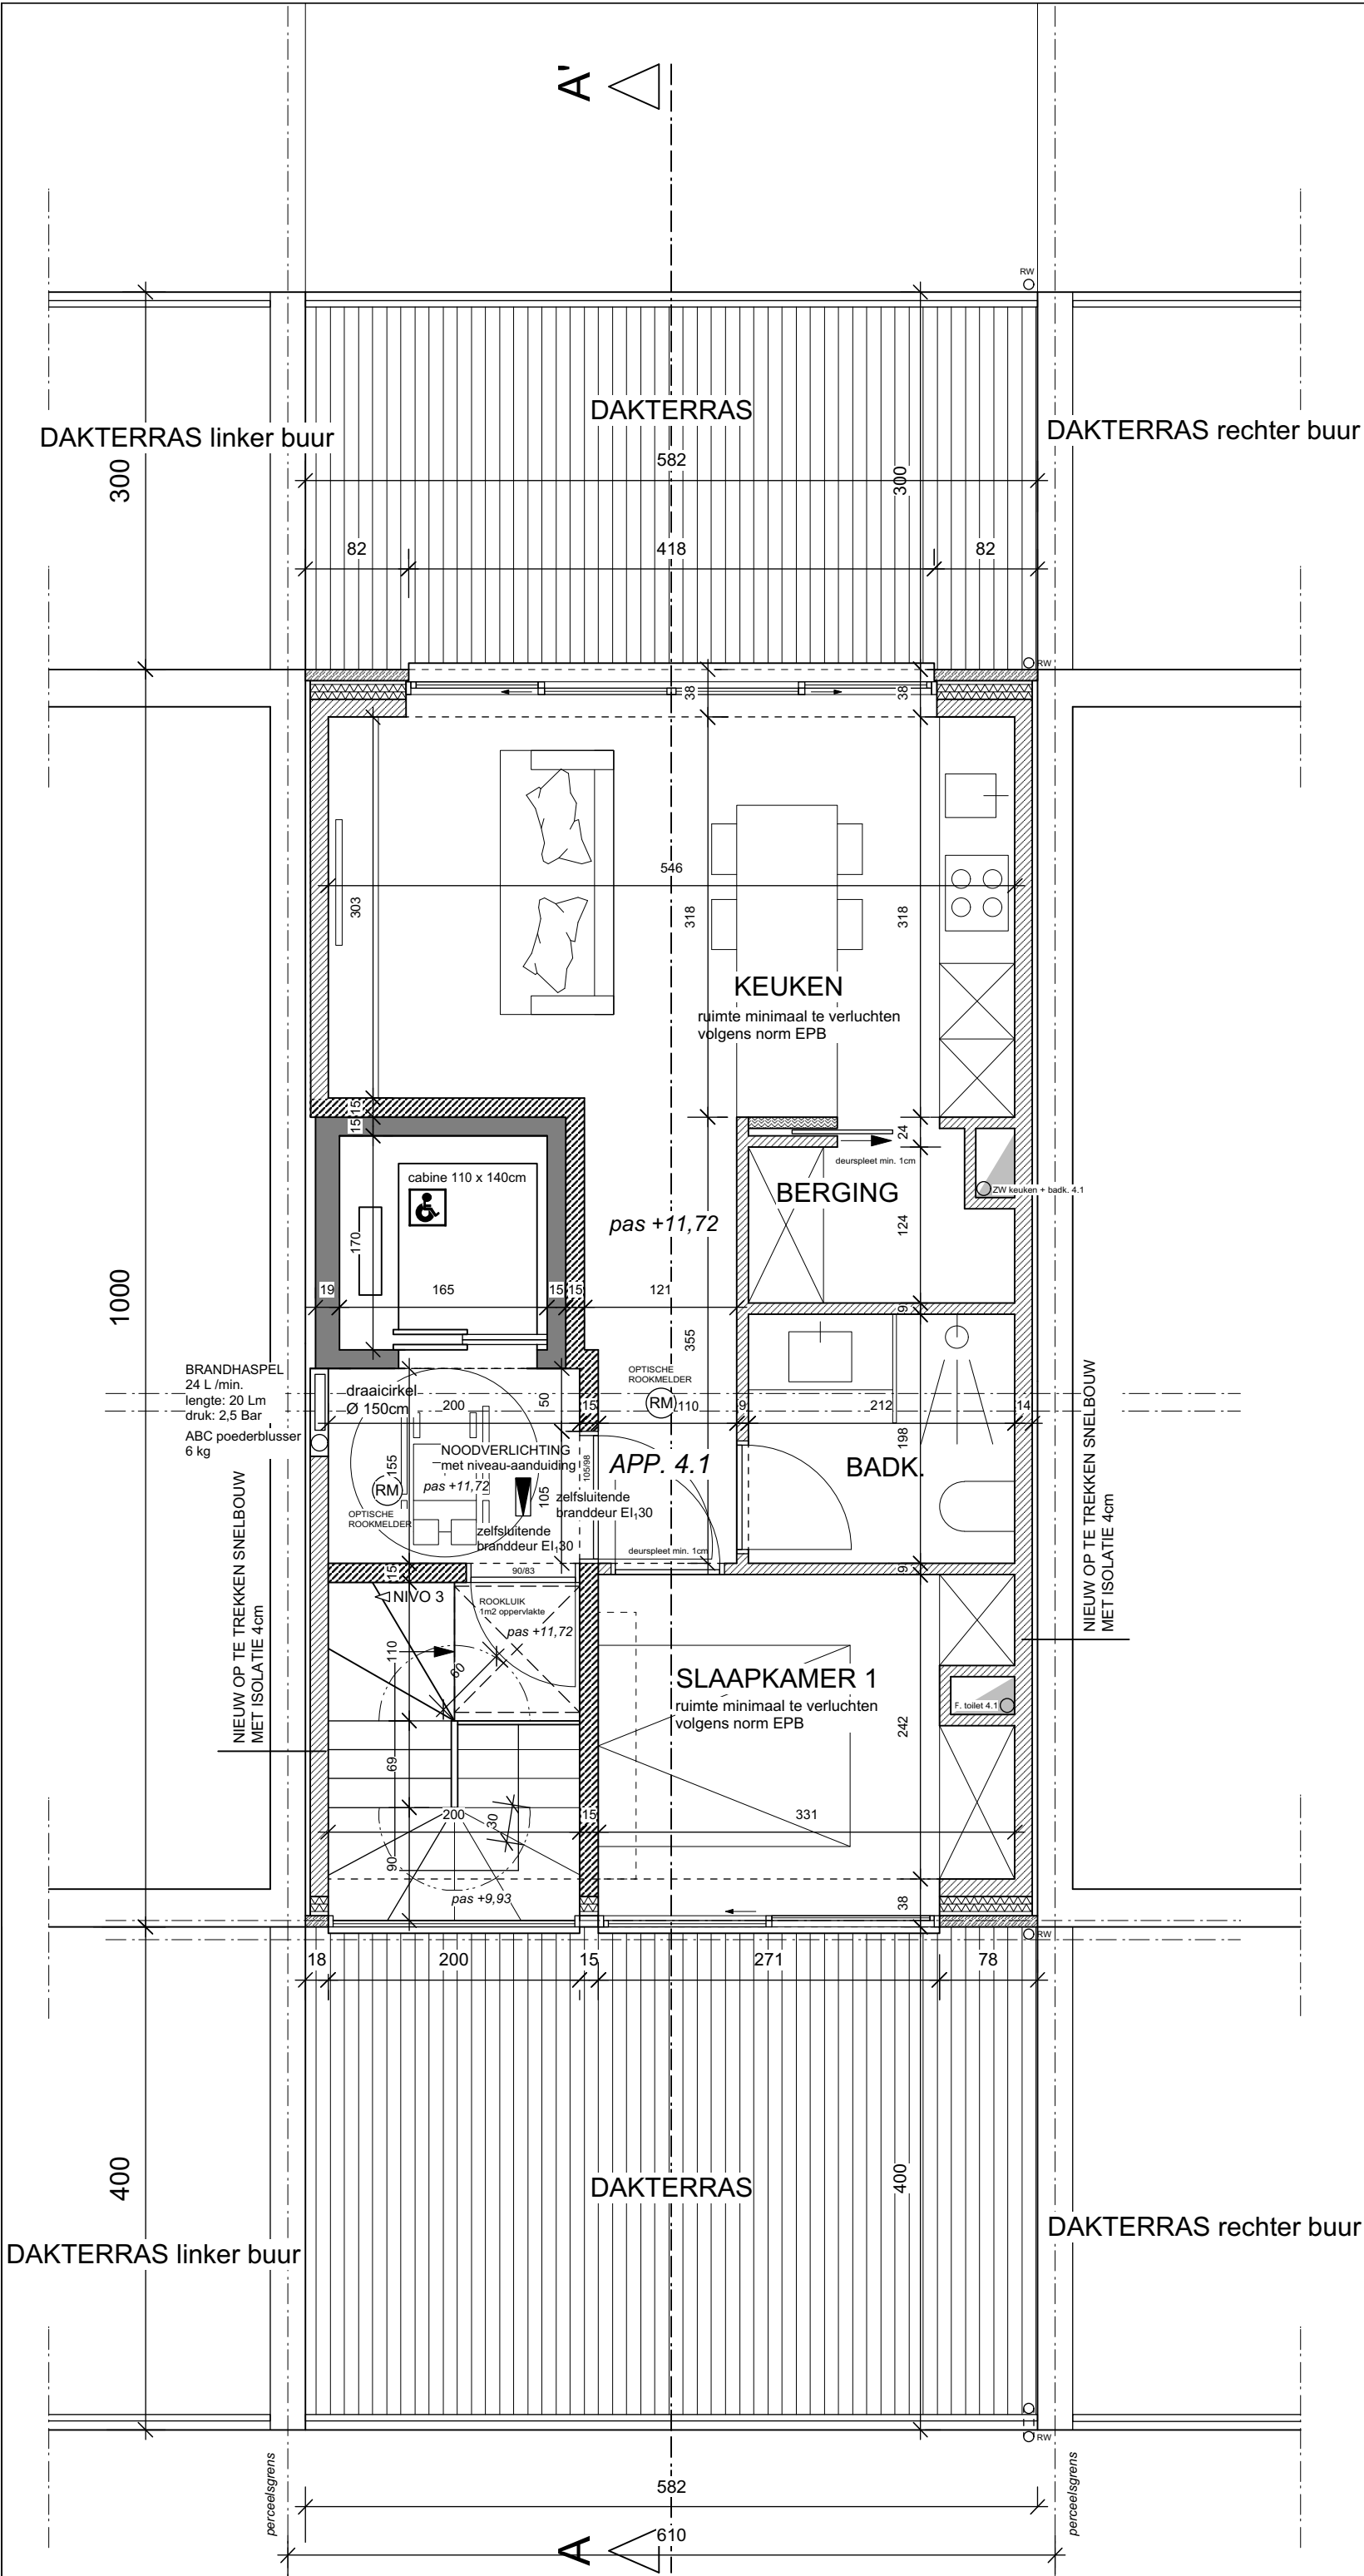 A'
RW
DAKTERRAS
DAKTERRAS linker buur
DAKTERRAS rechter buur
582
300
300
82
418
82
RW
38
38
546
303
318
318
KEUKEN
ruimte minimaal te verluchten
volgens norm EPB
15
15
24
deurspleet min. 1cm
cabine 110 x 140cm
BERGING
ZW keuken + badk. 4.1
pas +11,72
124
170
1000
19
165
15
15
121
9
355
BRANDHASPEL
24 L /min.
lengte: 20 Lm
druk: 2,5 Bar
ABC poederblusser
6 kg
OPTISCHE
ROOKMELDER
RM
draaicirkel
Ø 150cm
200
50
15
110
9
212
14
198
NOODVERLICHTING
met niveau-aanduiding
pas +11,72
155
105
105/98
APP. 4.1
BADK.
RM
OPTISCHE
ROOKMELDER
zelfsluitende
branddeur EI₁30
zelfsluitende
branddeur EI₁30
deurspleet min. 1cm
NIEUW OP TE TREKKEN SNELBOUW
MET ISOLATIE 4cm
NIEUW OP TE TREKKEN SNELBOUW
MET ISOLATIE 4cm
15
90/83
9
NIVO 3
ROOKLUIK
1m2 oppervlakte
pas +11,72
110
60
SLAAPKAMER 1
ruimte minimaal te verluchten
volgens norm EPB
F. toilet 4.1
242
69
200
30
15
331
90
pas +9,93
38
RW
18
200
15
271
78
400
DAKTERRAS
400
DAKTERRAS linker buur
DAKTERRAS rechter buur
RW
perceelsgrens
perceelsgrens
582
A
610